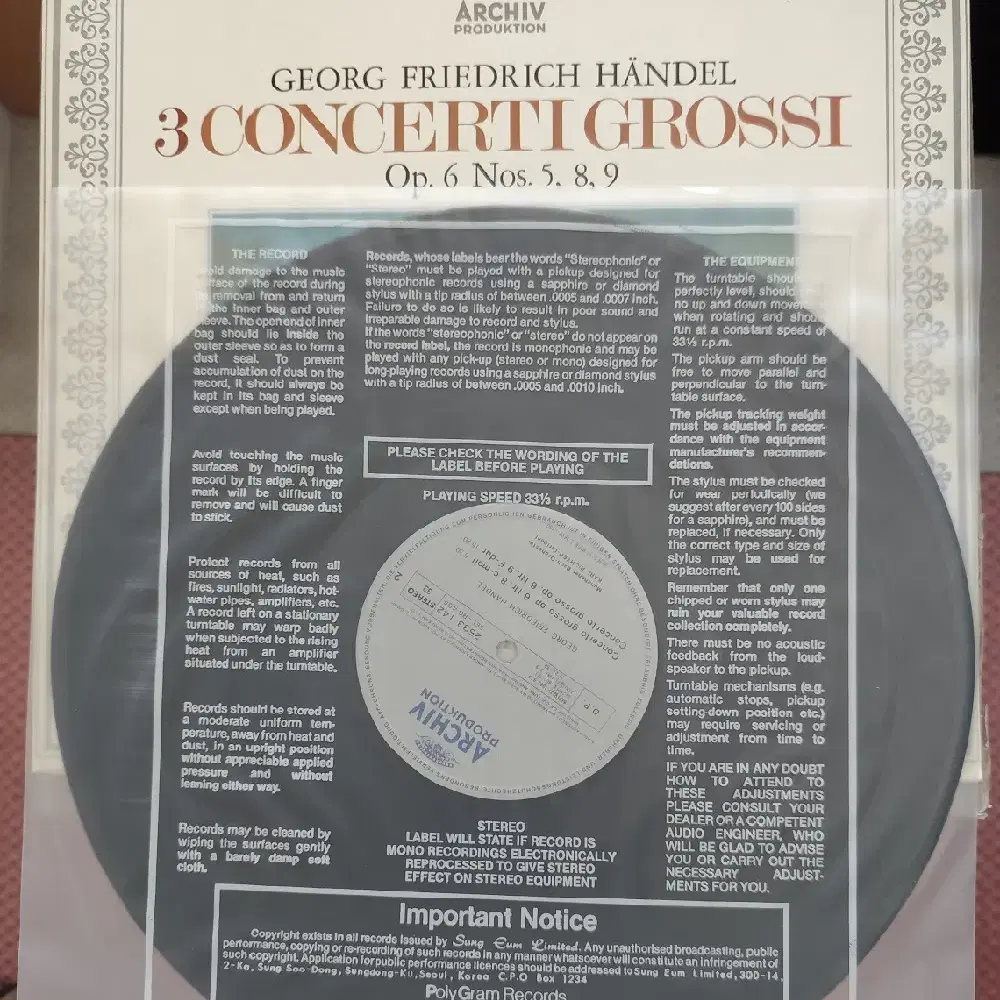 ARCHIV
PRODUKTION
GEORG FRIEDRICH HÄNDEL
3 CONCERTI GROSSI
Op. 6 Nos. 5, 8, 9
THE RECORD
damage to the music
of the record during
removal from and return
the inner bag and outer
sleeve. The open end of inner
bag should lie inside the
outer sleeve so as to form a
dust seal. To prevent
accumulation of dust on the
record, it should always be
kept in its bag and sleeve
except when being played.
Avoid touching the music
surfaces by holding the
record by its edge. A finger
mark will be difficult to
remove and will cause dust
to stick.
Protect records from all
sources of heat, such as
fires, sunlight, radiators, hot-
water pipes, amplifiers, etc.
A record left on a stationary
turntable may warp badly
when subjected to the rising
heat from an amplifier
situated under the turntable.
Records should be stored at
a moderate uniform tem-
perature, away from heat and
dust, in an upright position
without appreciable applied
pressure and without
leaning either way.
Records may be cleaned by
wiping the surfaces gently
with a barely damp soft
cloth.
Records, whose labels bear the words "Stereophonic" or
"Stereo" must be played with a pickup designed for
stereophonic records using a sapphire or diamond
stylus with a tip radius of between .0005 and .0007 inch.
Failure to do so is likely to result in poor sound and
irreparable damage to record and stylus.
If the words "stereophonic" or "stereo" do not appear on
the record label, the record is monophonic and may be
played with any pick-up (stereo or mono) designed for
long-playing records using a sapphire or diamond stylus
with a tip radius of between .0005 and .0010 inch.
PLEASE CHECK THE WORDING OF THE
LABEL BEFORE PLAYING
PLAYING SPEED 33⅓ r.p.m.
ARCHIV
PRODUKTION
STEREO
33
2
GEORG FRIEDRICH HÄNDEL
Concerto grosso op. 6 Nr. 8 c-moll
Concerto grosso op. 6 Nr. 9 F-dur
STEREO
LABEL WILL STATE IF RECORD IS
MONO RECORDINGS ELECTRONICALLY
REPROCESSED TO GIVE STEREO
EFFECT ON STEREO EQUIPMENT
THE EQUIPMENT
The turntable
perfectly level, should
no up and down
when rotating and
run at a constant speed of
33⅓ r.p.m.
The pickup arm should be
free to move parallel and
perpendicular to the turn-
table surface.
The pickup tracking weight
must be adjusted in accor-
dance with the equipment
manufacturer's recommen-
dations.
The stylus must be checked
for wear periodically (we
suggest after every 100 sides
for a sapphire), and must be
replaced, if necessary. Only
the correct type and size of
stylus may be used for
replacement.
Remember that only one
chipped or worn stylus may
ruin your valuable record
collection completely.
There must be no acoustic
feedback from the loud-
speaker to the pickup.
Turntable mechanisms (e.g.
automatic stops, pickup
setting-down position etc.)
may require servicing or
adjustment from time to
time.
IF YOU ARE IN ANY DOUBT
HOW TO ATTEND TO
THESE ADJUSTMENTS
PLEASE CONSULT YOUR
DEALER OR A COMPETENT
AUDIO ENGINEER, WHO
WILL BE GLAD TO ADVISE
YOU OR CARRY OUT THE
NECESSARY ADJUST-
MENTS FOR YOU.
Important Notice
Copyright exists in all records issued by Sung Eum Limited. Any unauthorised broadcasting, public
performance, copying or re-recording of such records in any manner whatsoever will constitute an infringement of
such copyright. Application for public performance licences should be addressed to Sung Eum Limited, 300-14,
2-Ka, Sung Soo-Dong, Sungdong-Ku, Seoul, Korea C.P.O Box 1234
PolyGram Records